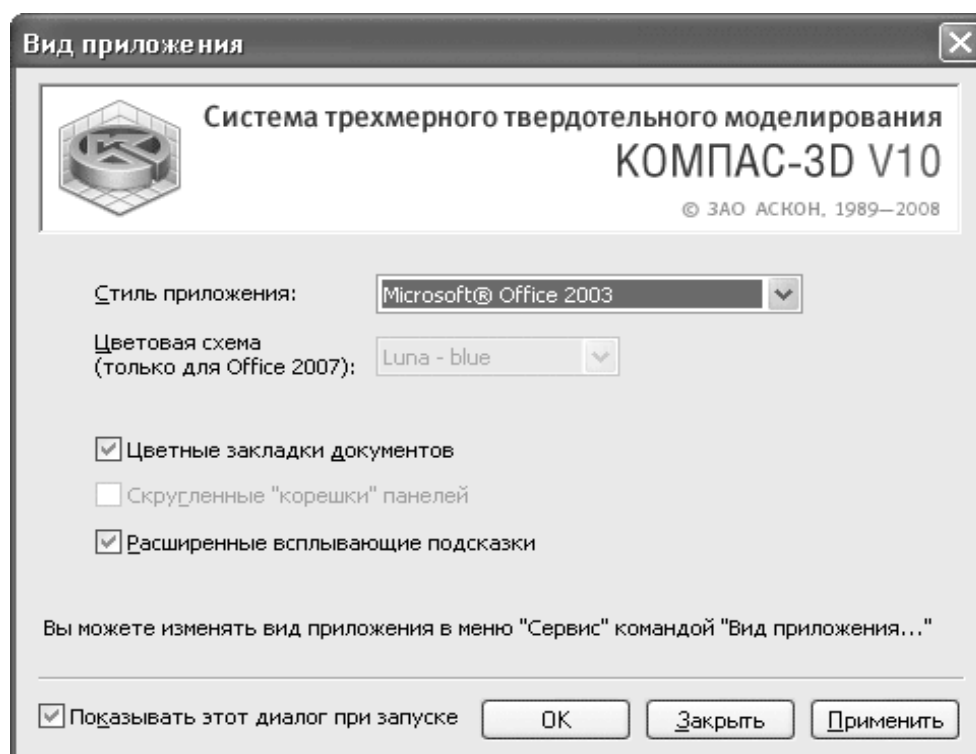 Вид приложения
Система трехмерного твердотельного моделирования
КОМПАС-3D V10
© ЗАО АСКОН, 1989—2008
Стиль приложения:
Microsoft® Office 2003
Цветовая схема
(только для Office 2007):
Luna - blue
Цветные закладки документов
Скругленные "корешки" панелей
Расширенные всплывающие подсказки
Вы можете изменять вид приложения в меню "Сервис" командой "Вид приложения..."
Показывать этот диалог при запуске
OK
Закрыть
Применить